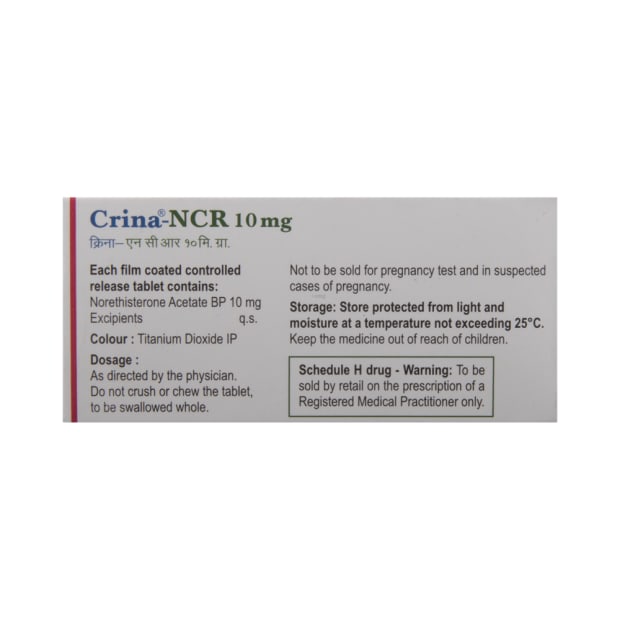 Crina®-NCR 10 mg
क्रिना– एन सी आर १० मि. ग्रा.
Each film coated controlled
release tablet contains:
Norethisterone Acetate BP 10 mg
Excipients q.s.
Colour : Titanium Dioxide IP
Dosage :
As directed by the physician.
Do not crush or chew the tablet,
to be swallowed whole.
Not to be sold for pregnancy test and in suspected
cases of pregnancy.
Storage: Store protected from light and
moisture at a temperature not exceeding 25°C.
Keep the medicine out of reach of children.
Schedule H drug - Warning: To be
sold by retail on the prescription of a
Registered Medical Practitioner only.